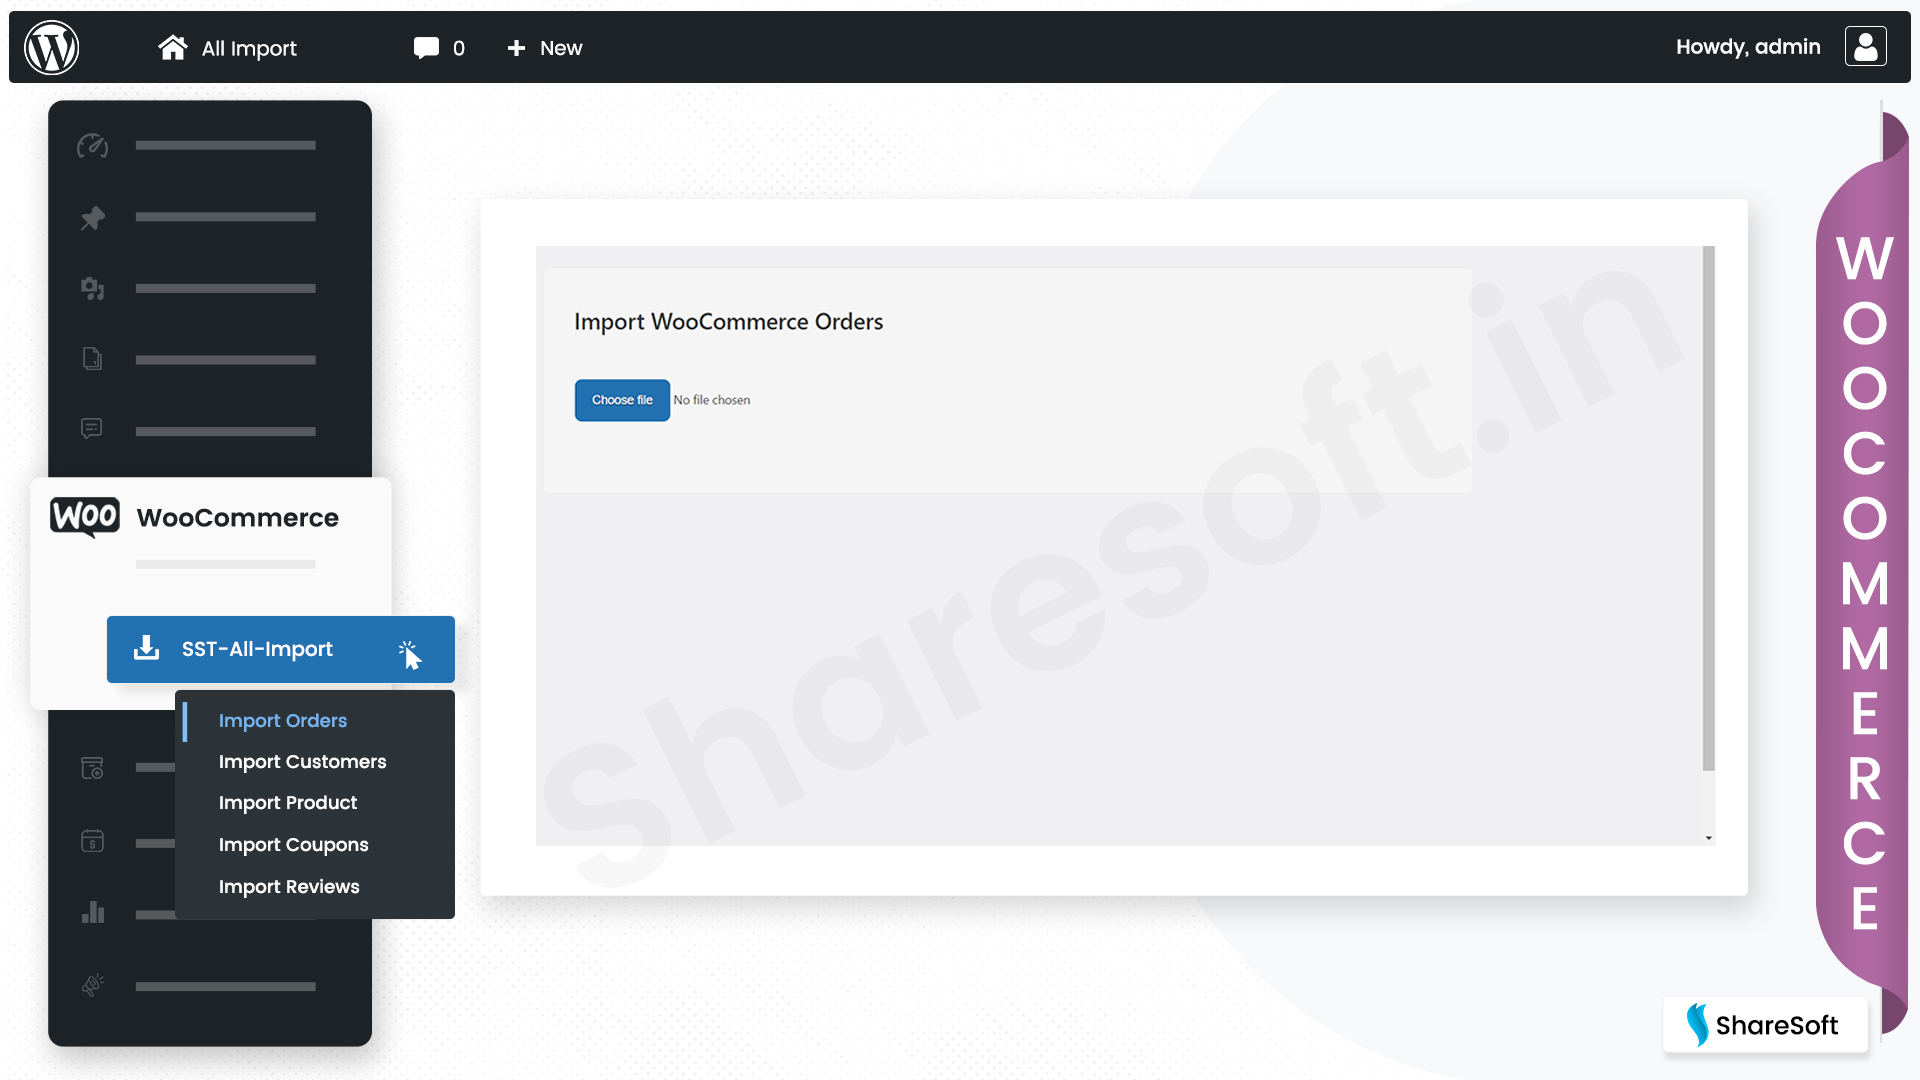 All Import
0
New
Howdy, admin
Import WooCommerce Orders
Choose file No file chosen
Woo WooCommerce
SST-All-Import
Import Orders
Import Customers
Import Product
Import Coupons
Import Reviews
Sharesoft.in
WOOCOMMERCE
ShareSoft